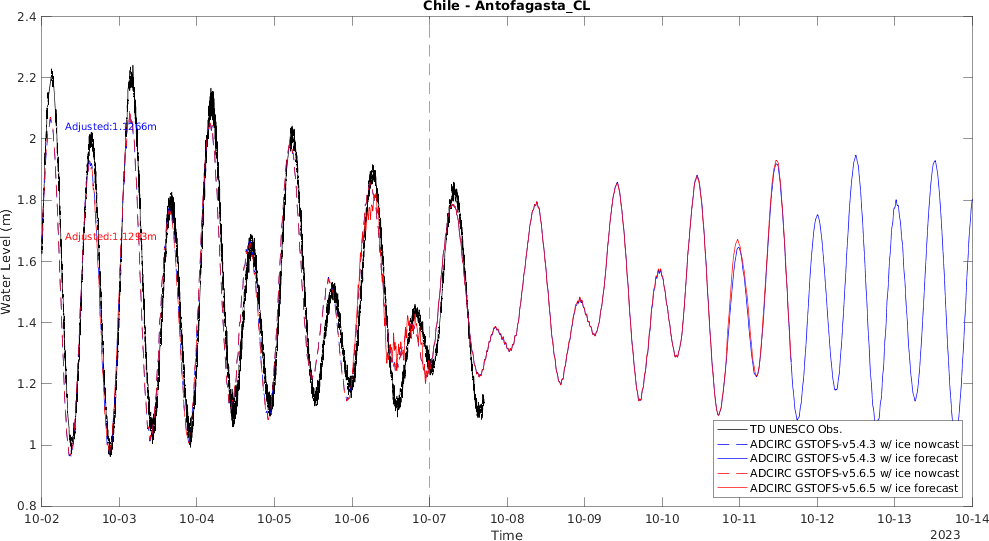 Chile - Antofagasta_CL
2.4
2.2
2
1.8
1.6
1.4
1.2
1
0.8
Water Level (m)
Adjusted:1.1266m
Adjusted:1.1293m
TD UNESCO Obs.
ADCIRC GSTOFS-v5.4.3 w/ ice nowcast
ADCIRC GSTOFS-v5.4.3 w/ ice forecast
ADCIRC GSTOFS-v5.6.5 w/ ice nowcast
ADCIRC GSTOFS-v5.6.5 w/ ice forecast
10-02 10-03 10-04 10-05 10-06 10-07 10-08 10-09 10-10 10-11 10-12 10-13 10-14
Time
2023